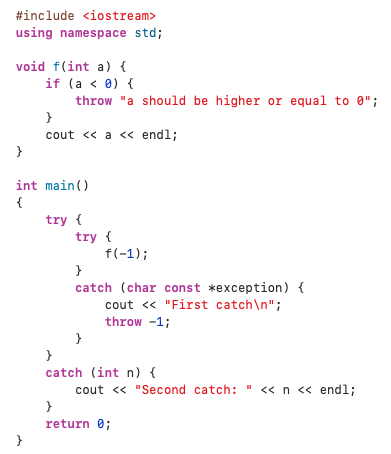 #include <iostream>
using namespace std;

void f(int a) {
    if (a < 0) {
        throw "a should be higher or equal to 0";
    }
    cout << a << endl;
}

int main()
{
    try {
        try {
            f(-1);
        }
        catch (char const *exception) {
            cout << "First catch\n";
            throw -1;
        }
    }
    catch (int n) {
        cout << "Second catch: " << n << endl;
    }
    return 0;
}